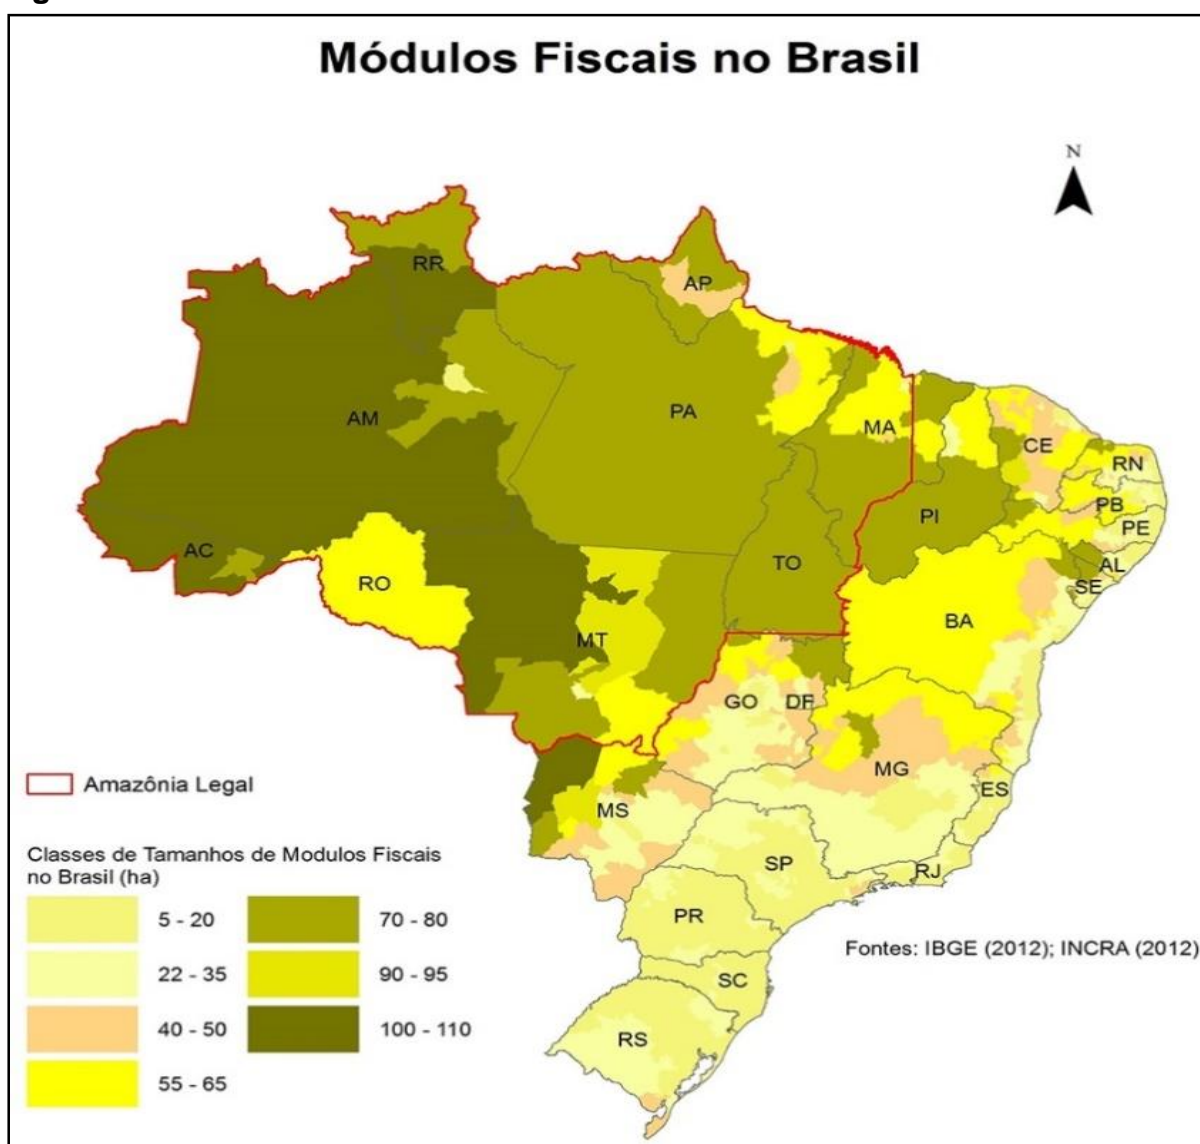 Módulos Fiscais no Brasil
N
RR
AP
AM
PA
MA
CE
RN
PB
PI
PE
AC
TO
AL
SE
RO
BA
MT
GO
DF
MG
ES
MS
SP
RJ
PR
SC
RS
Amazônia Legal
Classes de Tamanhos de Modulos Fiscais
no Brasil (ha)
5 - 20
70 - 80
22 - 35
90 - 95
40 - 50
100 - 110
55 - 65
Fontes: IBGE (2012); INCRA (2012)